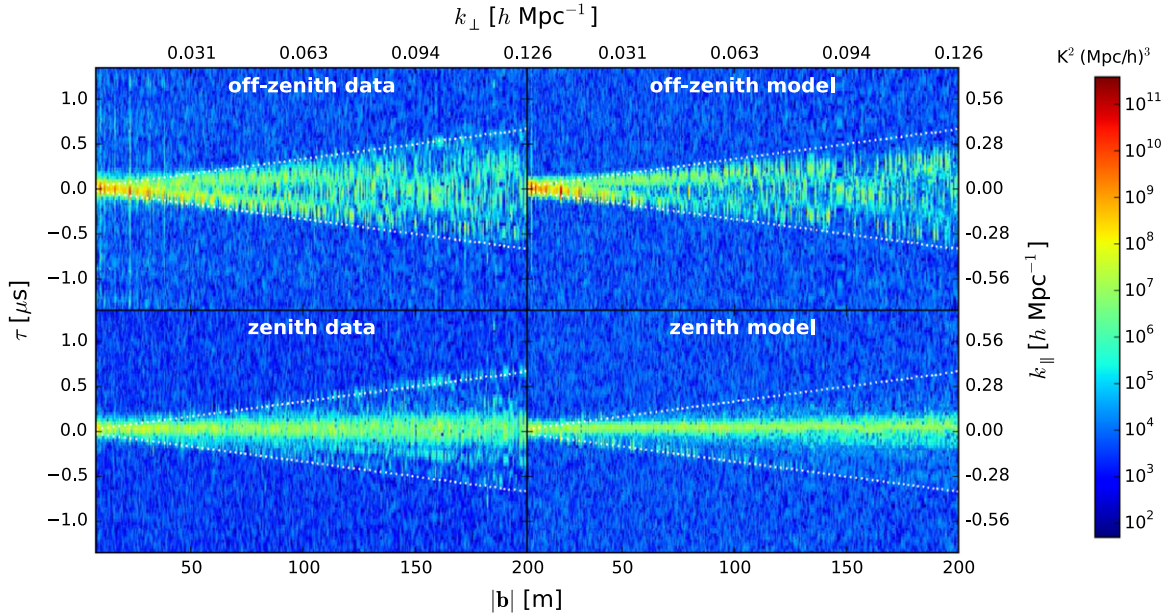 k⊥ [h Mpc⁻¹]
0.031 0.063 0.094 0.126 0.031 0.063 0.094 0.126
K² (Mpc/h)³
off-zenith data off-zenith model
1.0 0.5 0.0 −0.5 −1.0
0.56 0.28 0.00 -0.28 -0.56
zenith data zenith model
1.0 0.5 0.0 −0.5 −1.0
0.56 0.28 0.00 -0.28 -0.56
τ [μs]
k∥ [h Mpc⁻¹]
10¹¹
10¹⁰
10⁹
10⁸
10⁷
10⁶
10⁵
10⁴
10³
10²
50 100 150 200 50 100 150 200
|b| [m]